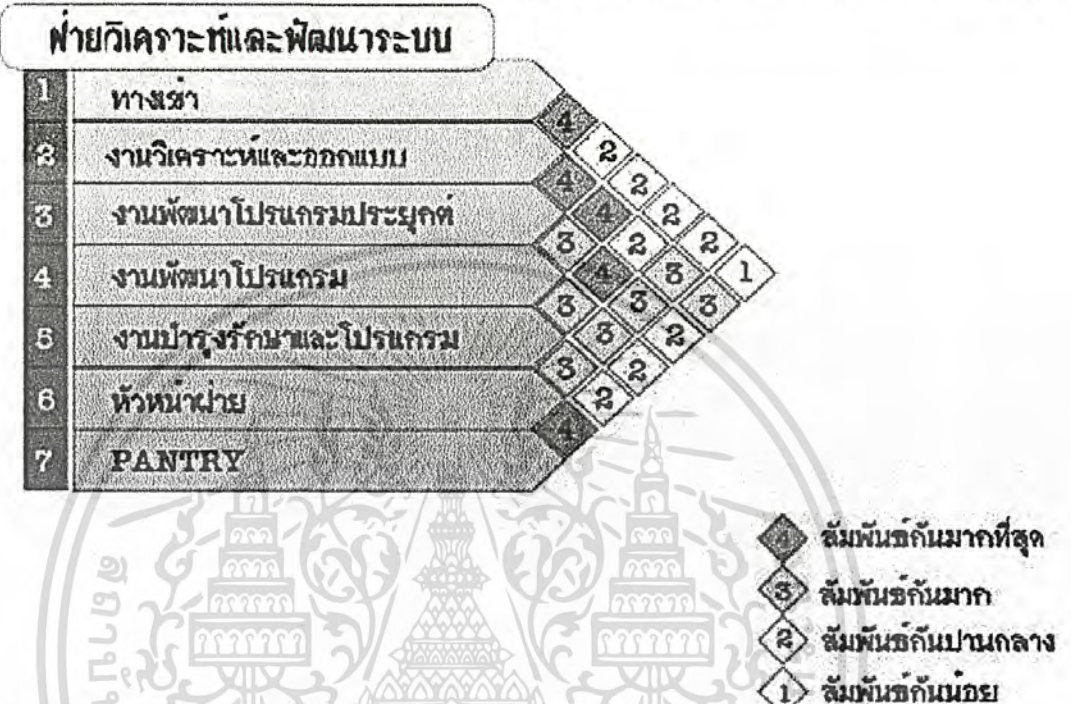 ฝ่ายวิเคราะห์และพัฒนาระบบ
1 ทางเข้า
4
2
2 งานวิเคราะห์และออกแบบ
4 2
3 งานพัฒนาโปรแกรมประยุกต์
4 2
3 2 2
4 งานพัฒนาโปรแกรม
4 3 1
3 3 3
5 งานบำรุงรักษาและโปรแกรม
3 2
3 2
6 หัวหน้าฝ่าย
2
4
7 PANTRY
4 สัมพันธ์กันมากที่สุด
3 สัมพันธ์กันมาก
2 สัมพันธ์กันปานกลาง
1 สัมพันธ์กันน้อย